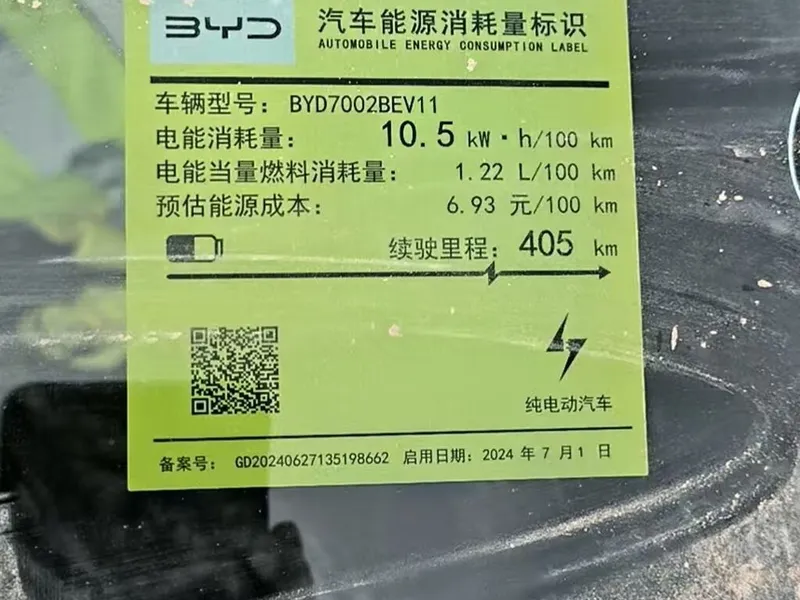 BYD 汽车能源消耗量标识
AUTOMOBILE ENERGY CONSUMPTION LABEL
车辆型号: BYD7002BEV11
电能消耗量: 10.5 kW·h/100 km
电能当量燃料消耗量: 1.22 L/100 km
预估能源成本: 6.93 元/100 km
续驶里程: 405 km
纯电动汽车
备案号: GD20240627135198662 启用日期: 2024 年 7 月 1 日